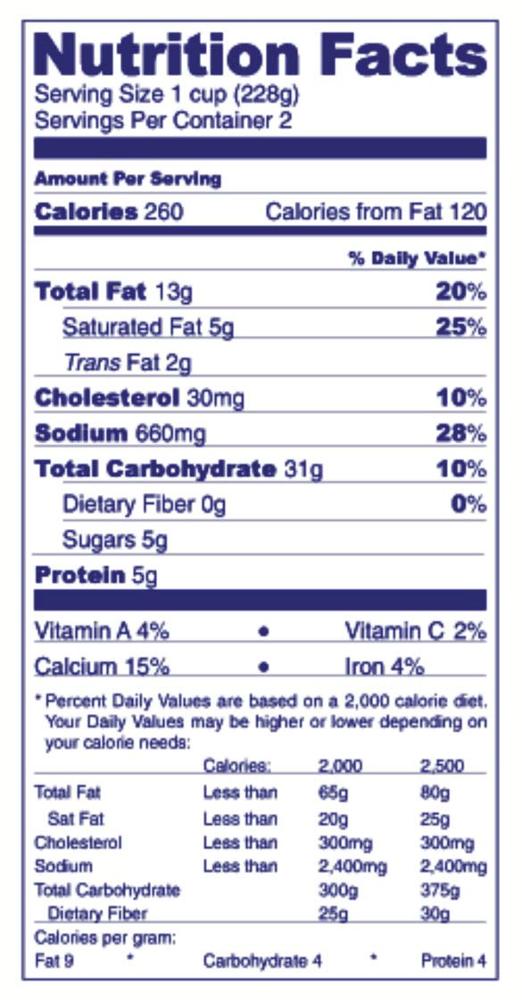 Nutrition Facts
Serving Size 1 cup (228g)
Servings Per Container 2
Amount Per Serving
Calories 260 Calories from Fat 120
% Daily Value*
Total Fat 13g 20%
Saturated Fat 5g 25%
Trans Fat 2g
Cholesterol 30mg 10%
Sodium 660mg 28%
Total Carbohydrate 31g 10%
Dietary Fiber 0g 0%
Sugars 5g
Protein 5g
Vitamin A 4% • Vitamin C 2%
Calcium 15% • Iron 4%
* Percent Daily Values are based on a 2,000 calorie diet.
Your Daily Values may be higher or lower depending on
your calorie needs:
Calories: 2,000 2,500
Total Fat Less than 65g 80g
Sat Fat Less than 20g 25g
Cholesterol Less than 300mg 300mg
Sodium Less than 2,400mg 2,400mg
Total Carbohydrate 300g 375g
Dietary Fiber 25g 30g
Calories per gram:
Fat 9 * Carbohydrate 4 * Protein 4